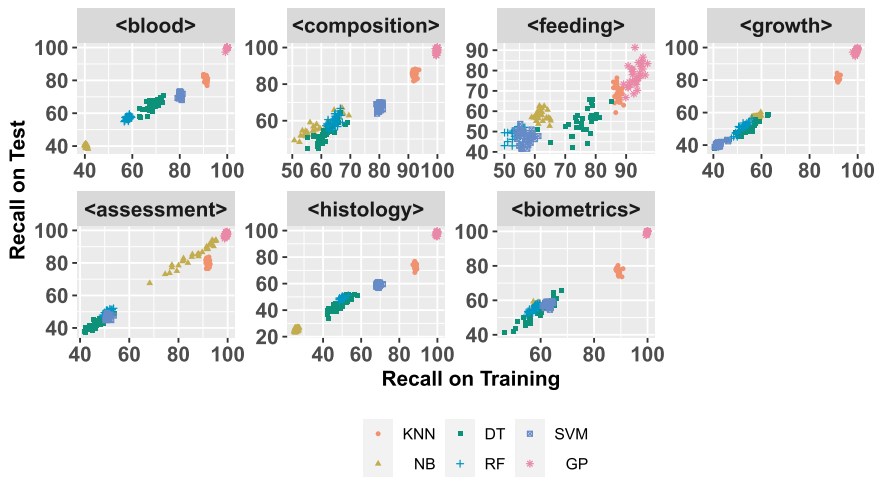 <blood> <composition> <feeding> <growth>
100 80 60 40
40 60 80 100
100 80 60
50 60 70 80 90 100
90 80 70 60 50 40
50 60 70 80 90
100 80 60 40
40 60 80 100
<assessment> <histology> <biometrics>
100 80 60 40
40 60 80 100
100 80 60 40 20
40 60 80 100
100 80 60 40
60 80 100
Recall on Test
Recall on Training
KNN DT SVM
NB RF GP